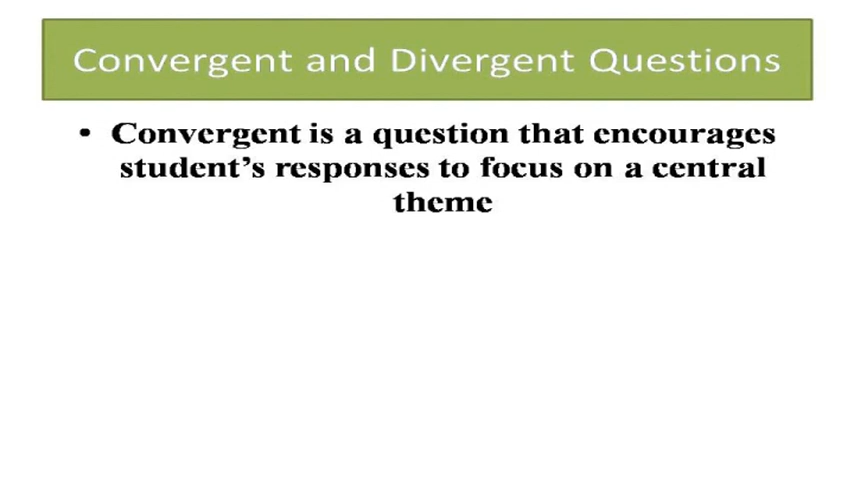 Convergent and Divergent Questions
• Convergent is a question that encourages
student’s responses to focus on a central
theme